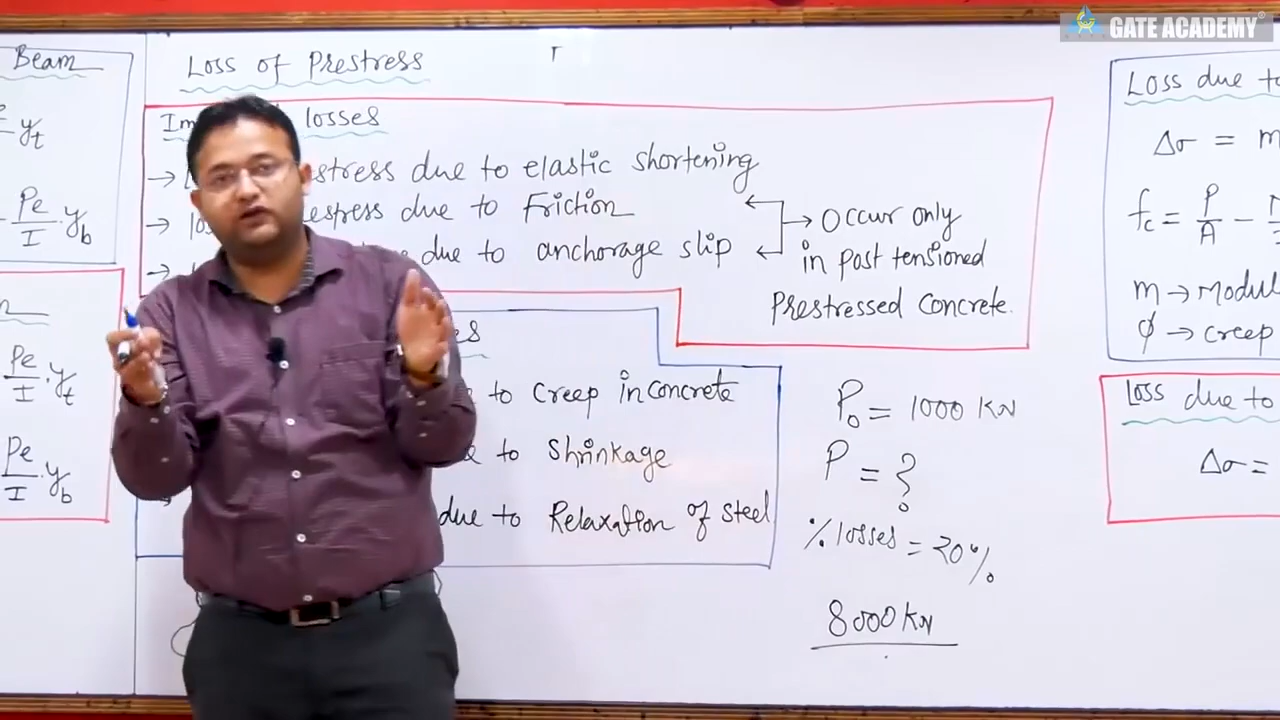 GATE ACADEMY
Beam
yt
Pe/I . yb
Pe/I . yt
Pe/I . yb
Loss of Prestress
losses
→ stress due to elastic shortening
→ estress due to Friction
→ due to anchorage slip
→ Occur only
in post tensioned
Prestressed Concrete.
to Creep in concrete
to Shrinkage
due to Relaxation of steel
P0 = 1000 KN
P = ?
% losses = 20%
8000 KN
Loss due to
Δσ = m
fc = P/A -
m →
φ → creep
Loss due to
Δσ =